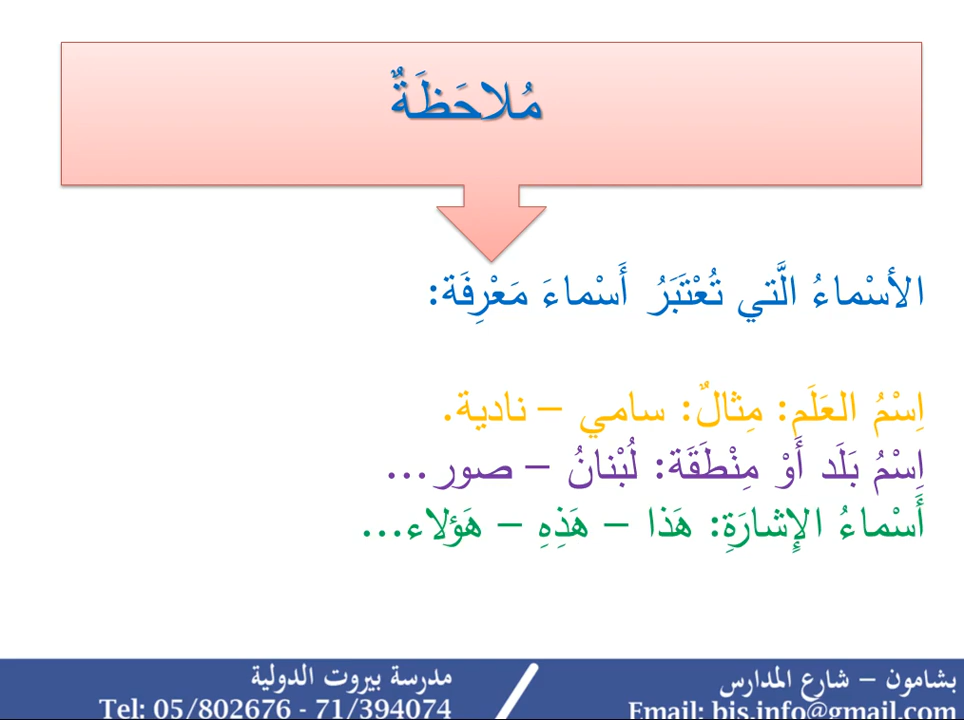 مُلاحَظَةٌ
الأسْماءُ الَّتي تُعْتَبَرُ أَسْماءَ مَعْرِفَة:
اِسْمُ العَلَم: مِثالٌ: سامي – نادية.
اِسْمُ بَلَد أَوْ مِنْطَقَة: لُبْنانُ – صور...
أَسْماءُ الإِشارَةِ: هَذا – هَذِهِ – هَؤلاء...
بشامون – شارع المدارس
Email: bis.info@gmail.com
مدرسة بيروت الدولية
Tel: 05/802676 - 71/394074